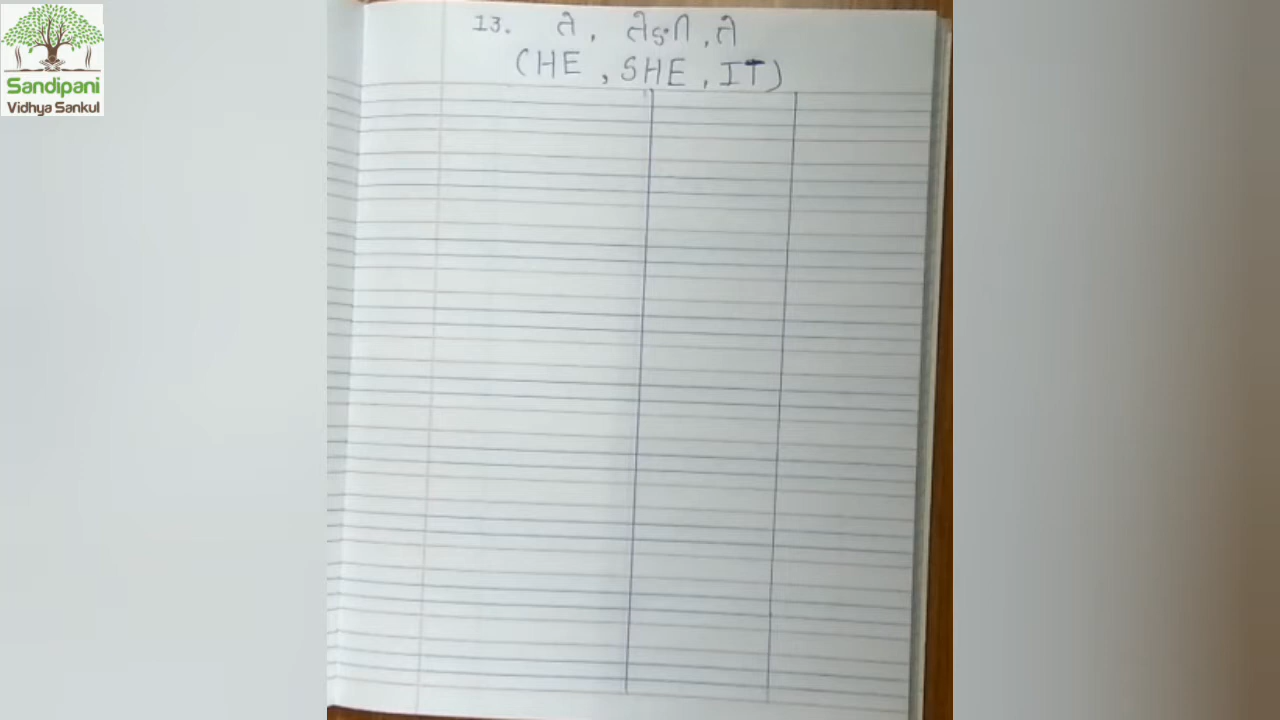 Sandipani
Vidhya Sankul
13. તે, તેણી, તે
(HE, SHE, IT)